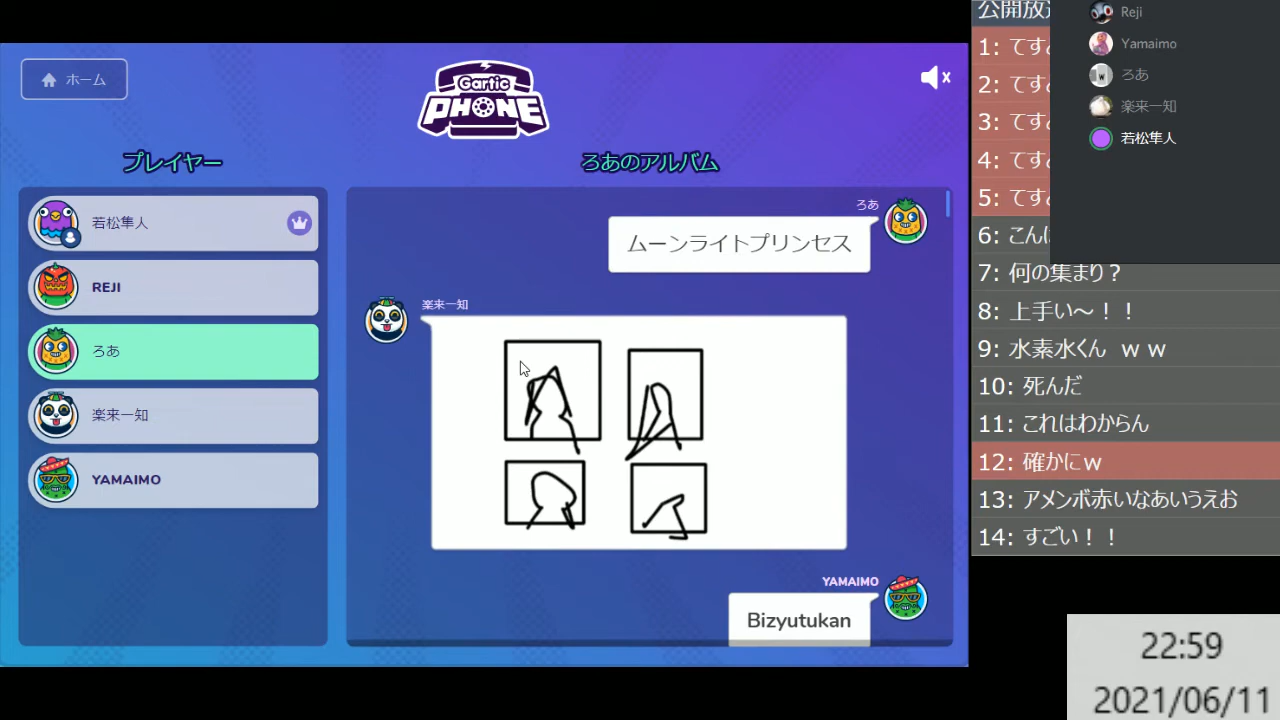 ホーム
Gartic
PHONE
プレイヤー
若松隼人
REJI
ろあ
楽来一知
YAMAIMO
ろあのアルバム
ろあ
ムーンライトプリンセス
楽来一知
YAMAIMO
Bizyutukan
公開放送
1: てす
2: てす
3: てす
4: てす
5: てす
6: こんに
7: 何の集まり？
8: 上手い～！！
9: 水素水くん ｗｗ
10: 死んだ
11: これはわからん
12: 確かにｗ
13: アメンボ赤いなあいうえお
14: すごい！！
Reji
Yamaimo
ろあ
楽来一知
若松隼人
22:59
2021/06/11